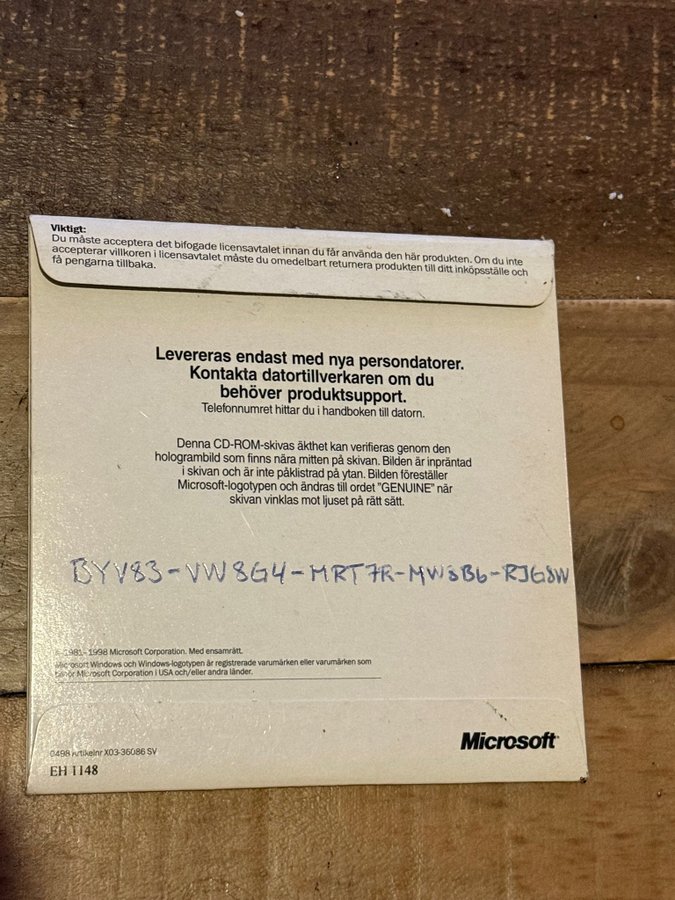 Viktigt:
Du måste acceptera det bifogade licensavtalet innan du får använda den här produkten. Om du inte
accepterar villkoren i licensavtalet måste du omedelbart returnera produkten till ditt inköpsställe och
få pengarna tillbaka.
Levereras endast med nya persondatorer.
Kontakta datortillverkaren om du
behöver produktsupport.
Telefonnumret hittar du i handboken till datorn.
Denna CD-ROM-skivas äkthet kan verifieras genom den
hologrambild som finns nära mitten på skivan. Bilden är inpräntad
i skivan och är inte påklistrad på ytan. Bilden föreställer
Microsoft-logotypen och ändras till ordet "GENUINE" när
skivan vinklas mot ljuset på rätt sätt.
BYV83-VW8G4-MRT7R-MW8B6-RJG8W
© 1981-1998 Microsoft Corporation. Med ensamrätt.
Microsoft Windows och Windows-logotypen är registrerade varumärken eller varumärken som
tillhör Microsoft Corporation i USA och/eller andra länder.
0498 Artikelnr X03-36086 SV
EH 1148
Microsoft